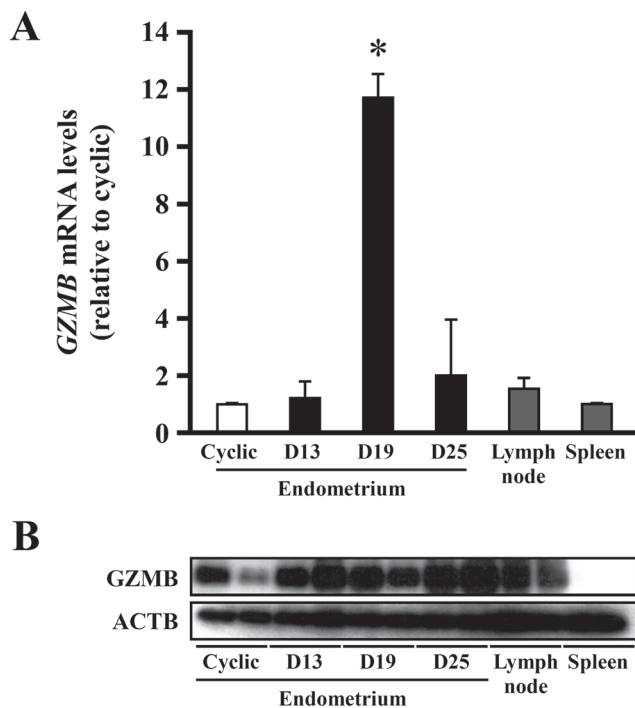 A
GZMB mRNA levels
(relative to cyclic)
14
12
10
8
6
4
2
0
*
Cyclic D13 D19 D25 Lymph node Spleen
Endometrium
B
GZMB
ACTB
Cyclic D13 D19 D25 Lymph node Spleen
Endometrium